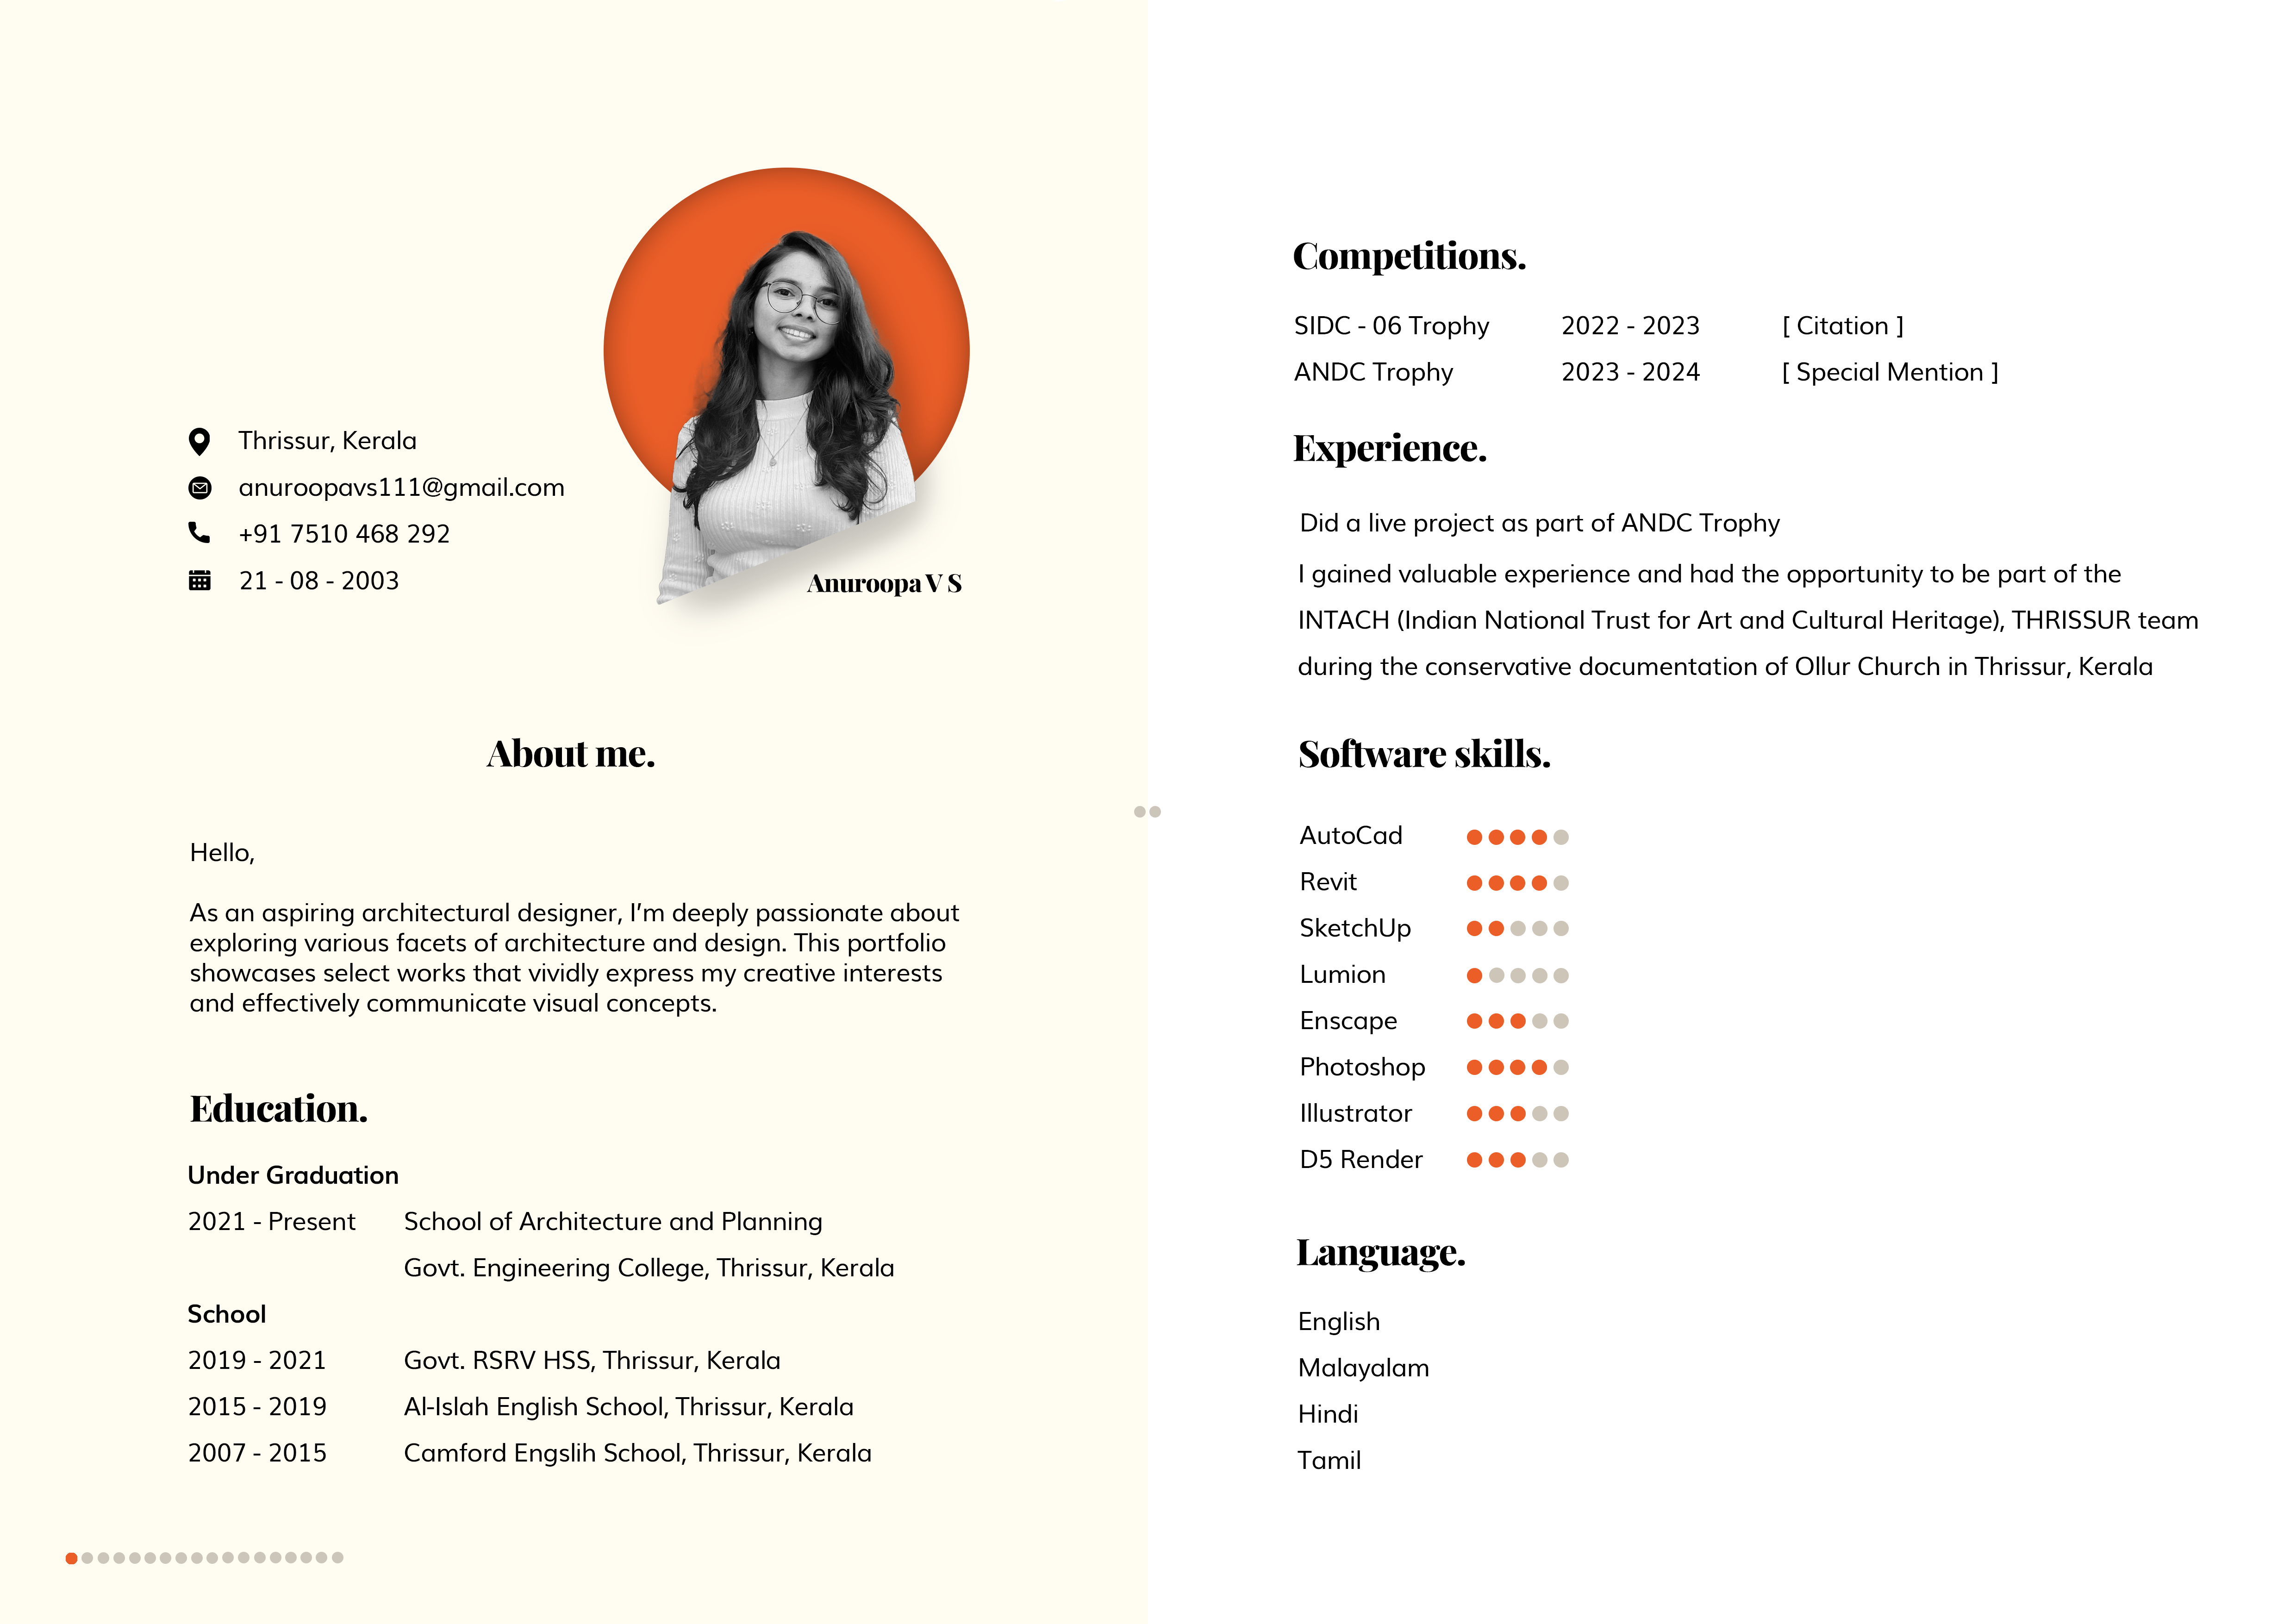 Thrissur, Kerala
anuroopavs111@gmail.com
+91 7510 468 292
21 - 08 - 2003
Anuroopa V S
About me.
Hello,
As an aspiring architectural designer, I'm deeply passionate about
exploring various facets of architecture and design. This portfolio
showcases select works that vividly express my creative interests
and effectively communicate visual concepts.
Education.
Under Graduation
2021 - Present School of Architecture and Planning
Govt. Engineering College, Thrissur, Kerala
School
2019 - 2021 Govt. RSRV HSS, Thrissur, Kerala
2015 - 2019 Al-Islah English School, Thrissur, Kerala
2007 - 2015 Camford Engslih School, Thrissur, Kerala
Competitions.
SIDC - 06 Trophy 2022 - 2023 [ Citation ]
ANDC Trophy 2023 - 2024 [ Special Mention ]
Experience.
Did a live project as part of ANDC Trophy
I gained valuable experience and had the opportunity to be part of the
INTACH (Indian National Trust for Art and Cultural Heritage), THRISSUR team
during the conservative documentation of Ollur Church in Thrissur, Kerala
Software skills.
AutoCad
Revit
SketchUp
Lumion
Enscape
Photoshop
Illustrator
D5 Render
Language.
English
Malayalam
Hindi
Tamil